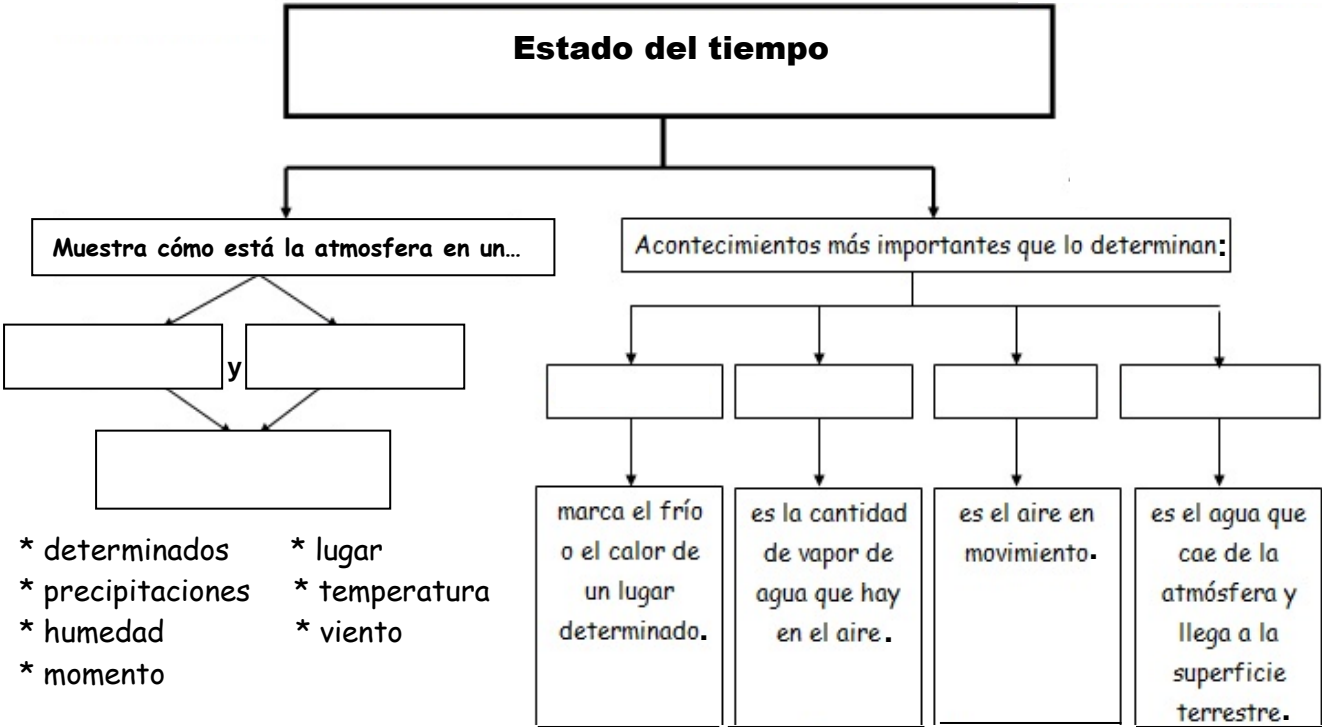 Estado del tiempo
Muestra cómo está la atmosfera en un...
Acontecimientos más importantes que lo determinan:
y
marca el frío
o el calor de
un lugar
determinado.
es la cantidad
de vapor de
agua que hay
en el aire.
es el aire en
movimiento.
es el agua que
cae de la
atmósfera y
llega a la
superficie
terrestre.
* determinados
* lugar
* precipitaciones
* temperatura
* humedad
* viento
* momento